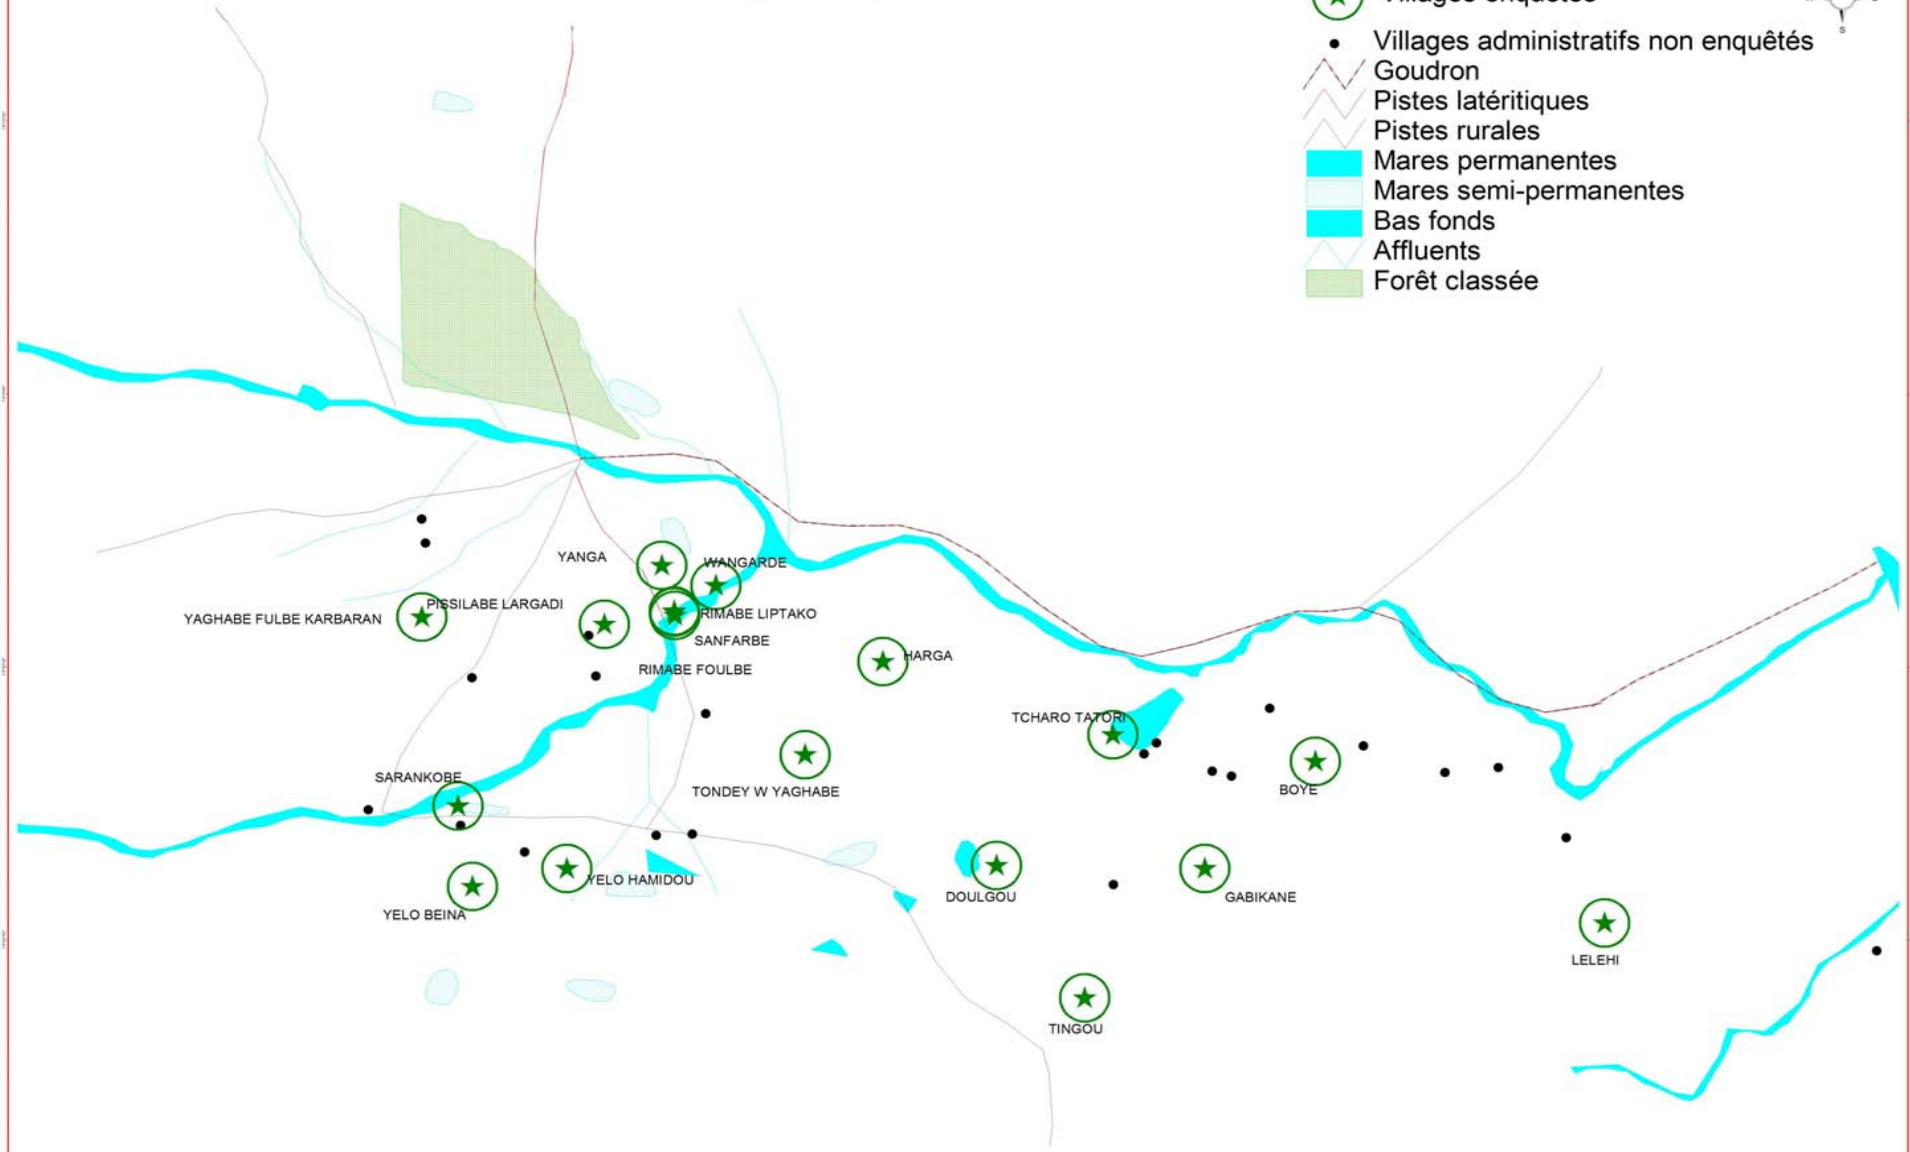 Villages enquêtés
S
Villages administratifs non enquêtés
Goudron
Pistes latéritiques
Pistes rurales
Mares permanentes
Mares semi-permanentes
Bas fonds
Affluents
Forêt classée
YANGA
WANGARDE
PISSILABE LARGADI
YAGHABE FULBE KARBARAN
RIMABE LIPTAKO
SANFARBE
HARGA
RIMABE FOULBE
TCHARO TATORI
SARANKOBE
TONDEY W YAGHABE
BOYE
YELO HAMIDOU
DOULGOU
GABIKANE
YELO BEINA
LELEHI
TINGOU